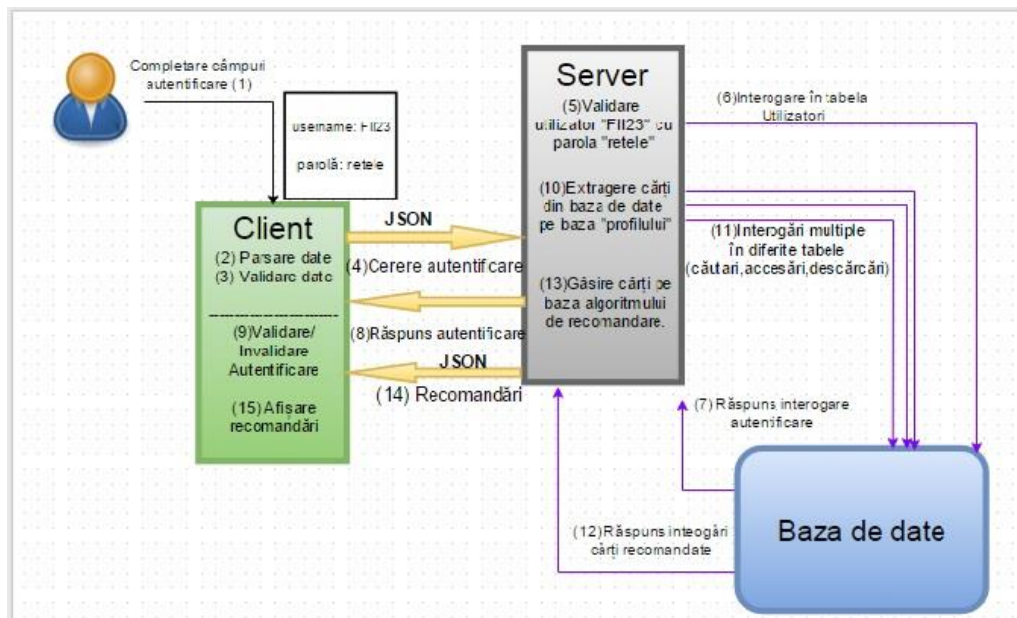 Completare câmpuri
autentificare (1)
username: FII23
parolă: retele
Client
(2) Parsare date
(3) Validare date
(9)Validare/
Invalidare
Autentificare
(15)Afișare
recomandări
JSON
(4)Cerere autentificare
(8)Răspuns autentificare
JSON
(14) Recomandări
Server
(5)Validare
utilizator "FII23" cu
parola "retele"
(10)Extragere cărți
din baza de date
pe baza "profilului"
(13)Găsire cărți pe
baza algoritmului
de recomandare.
(6)Interogare în tabela
Utilizatori
(11)Interogări multiple
în diferite tabele
(căutari,accesări,descărcări)
(7) Răspuns interogare
autentificare
(12)Răspuns inteogări
cărți recomandate
Baza de date